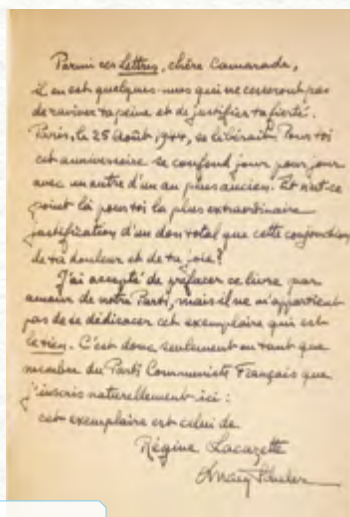 Parmi ces Lettres, chère Camarade,
il en est quelques-unes qui ne cesseront pas
de raviver ta peine et de justifier ta fierté.
Paris, le 25 Août 1944, se libérait. Pour toi
cet anniversaire se confond jour pour jour
avec un autre d'un an plus ancien. Et n'est-ce
point là pour toi la plus extraordinaire
justification d'un don total que cette conjonction
de ta douleur et de ta joie ?
J'ai accepté de préfacer ce livre par
amour de notre Parti, mais il ne m'appartient
pas de te dédicacer cet exemplaire qui est
le tien. C'est donc seulement en tant que
membre du Parti Communiste Français que
j'inscris naturellement ici :
cet exemplaire est celui de
Régine Lacazette